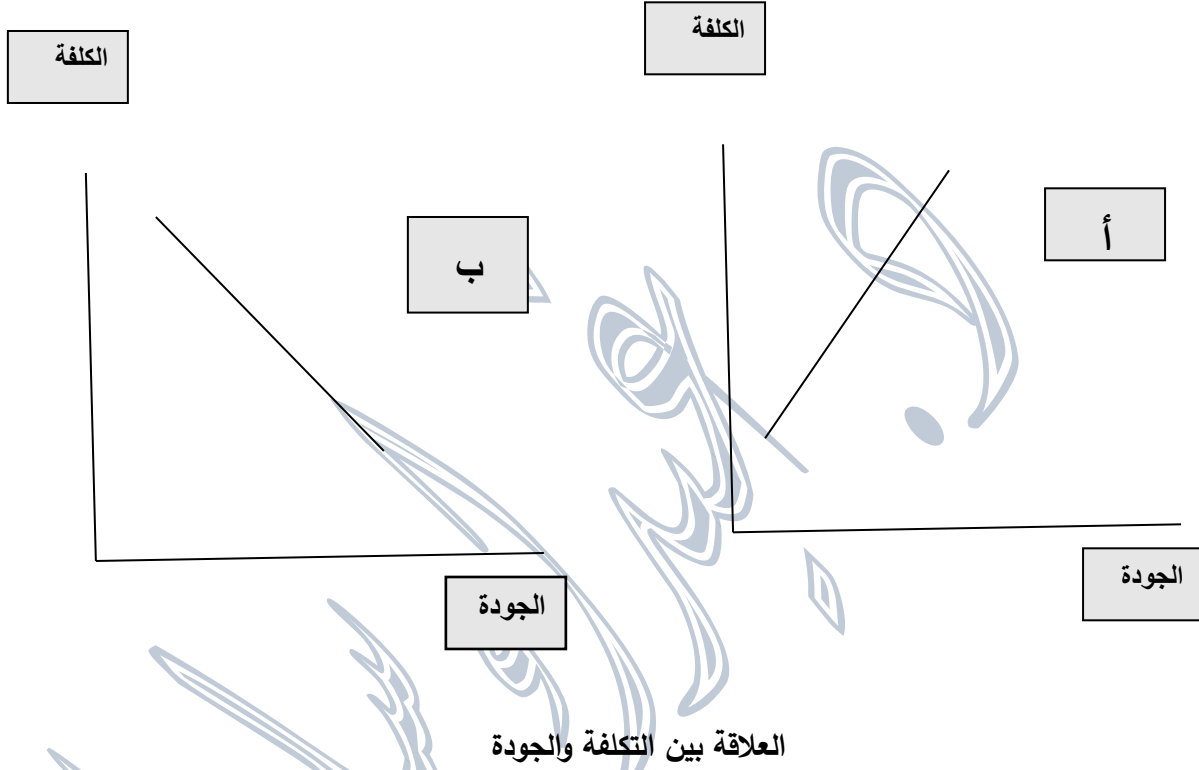 الكلفة
الكلفة
أ
ب
الجودة
الجودة
العلاقة بين التكلفة والجودة